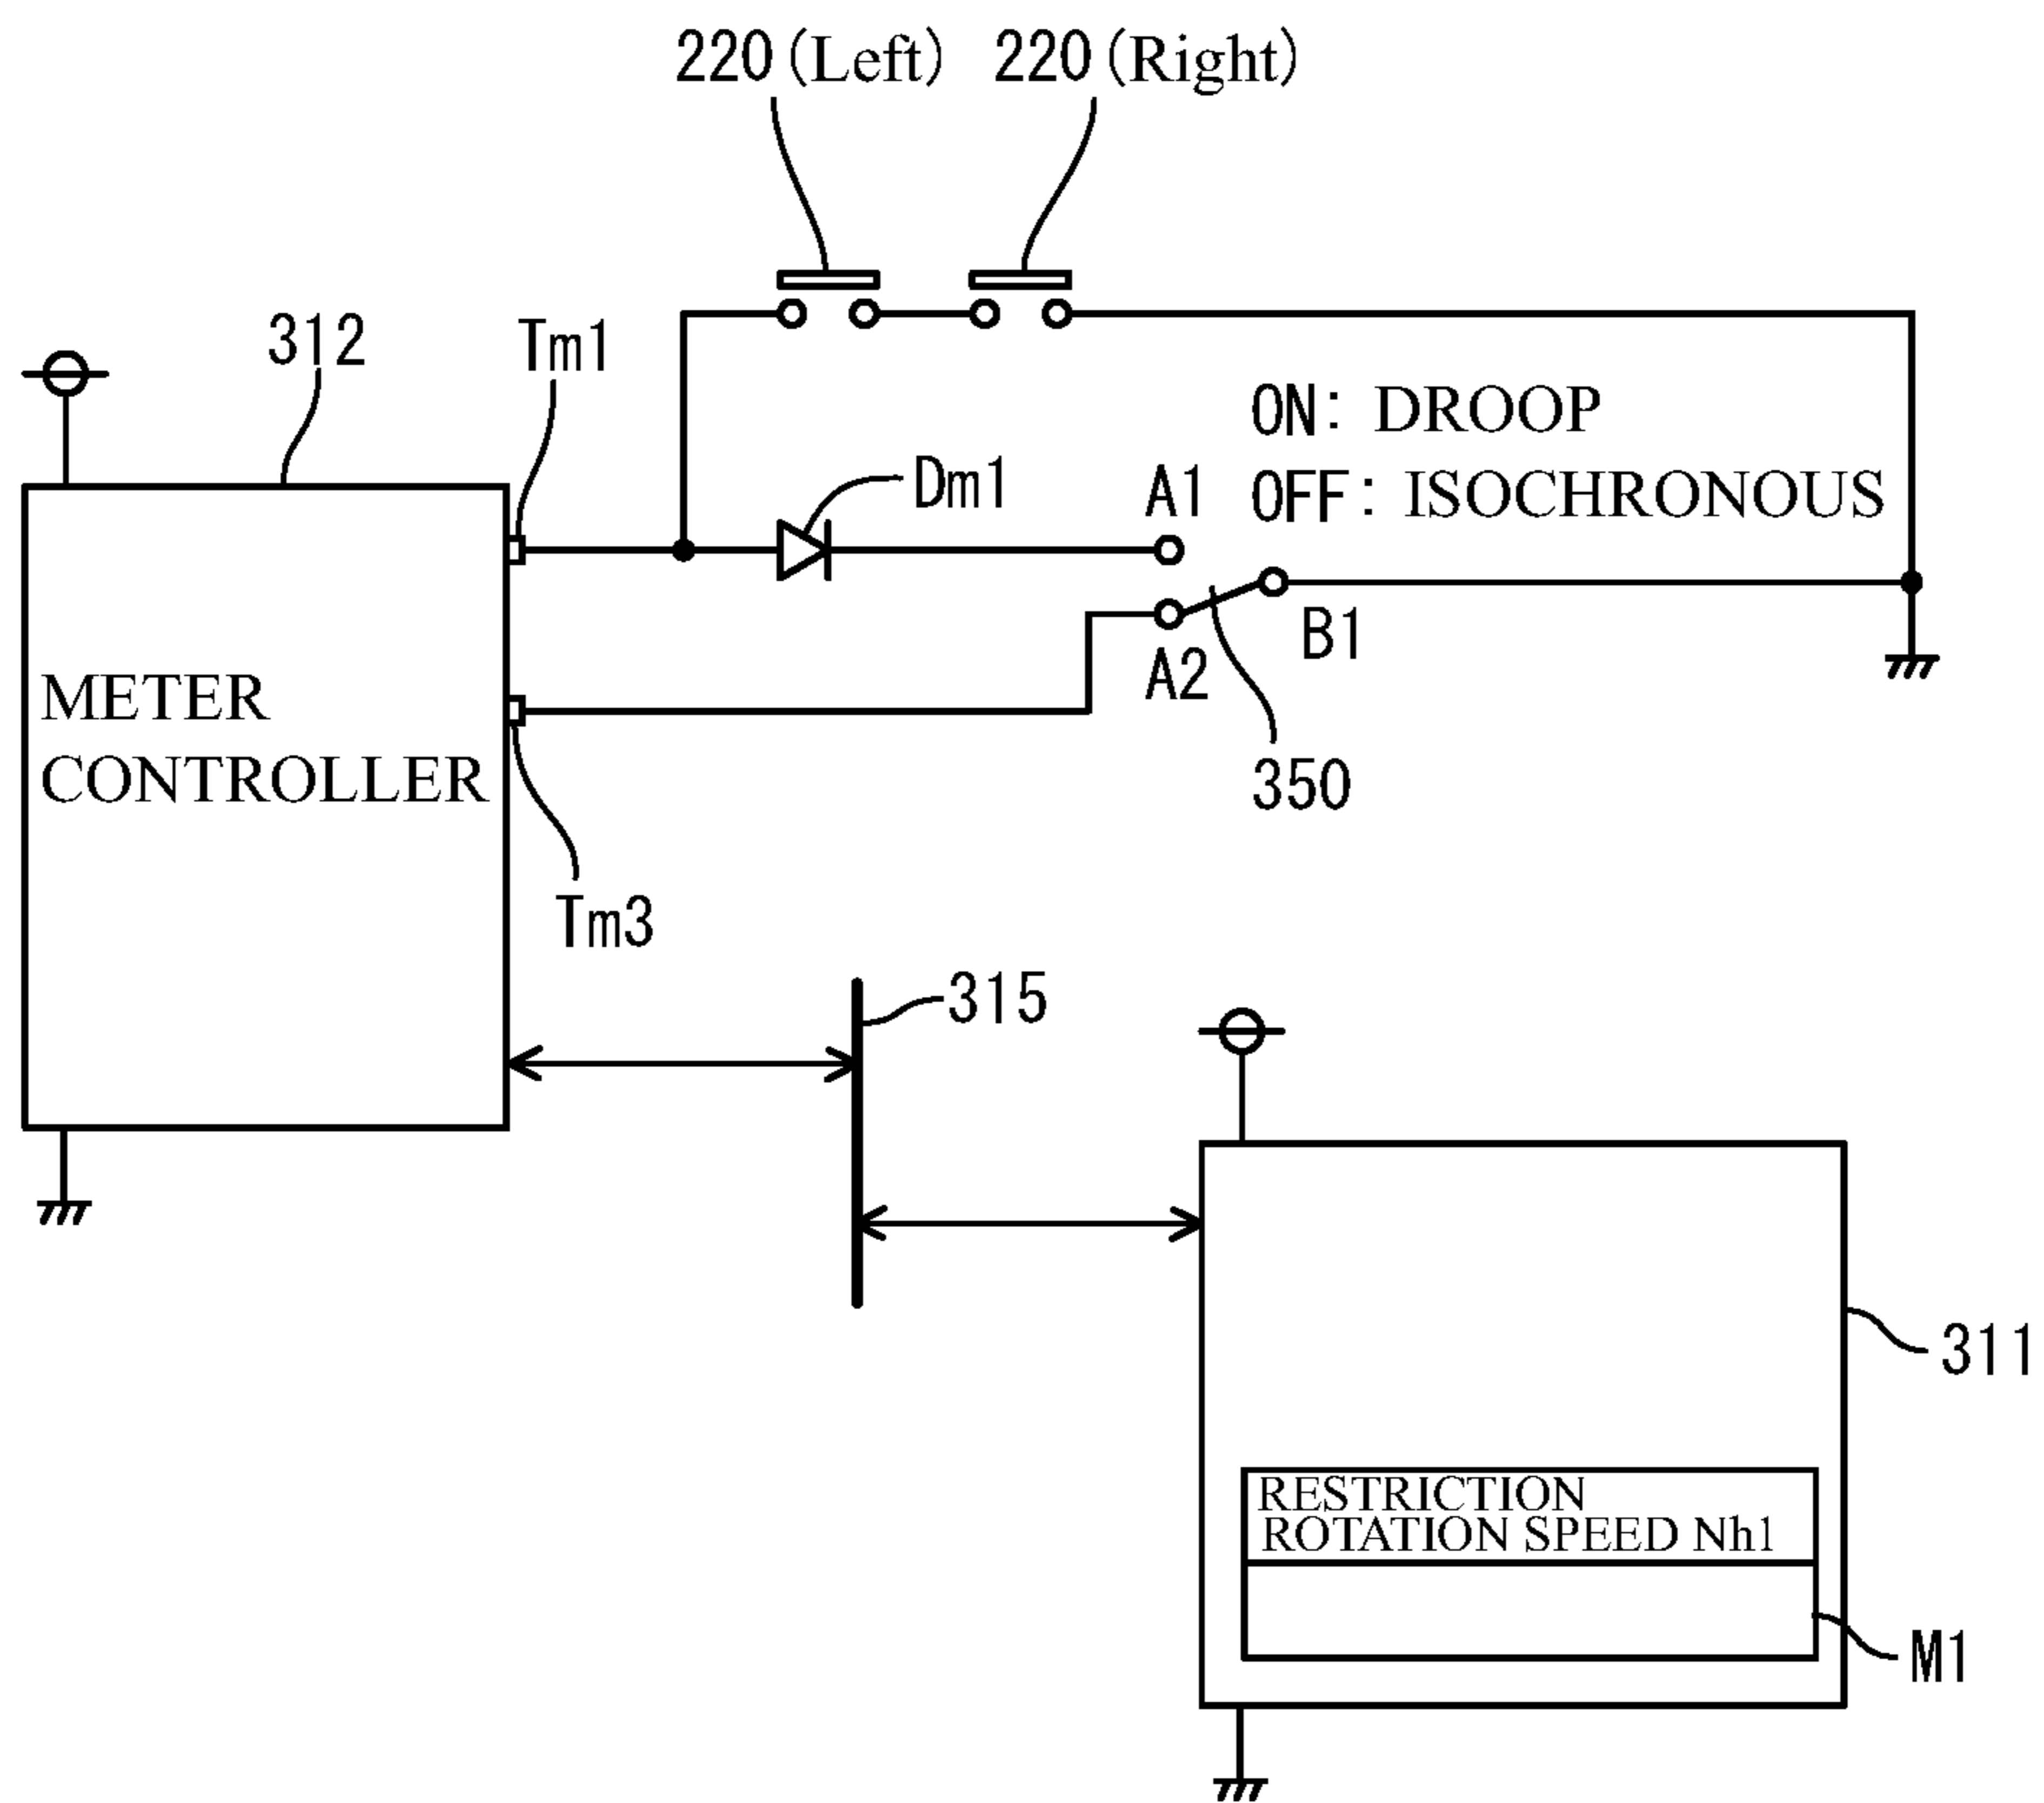 220(Left) 220(Right)
312
Tm1
ON: DROOP
OFF: ISOCHRONOUS
Dm1
A1
B1
A2
METER
CONTROLLER
350
Tm3
315
311
RESTRICTION
ROTATION SPEED Nh1
M1